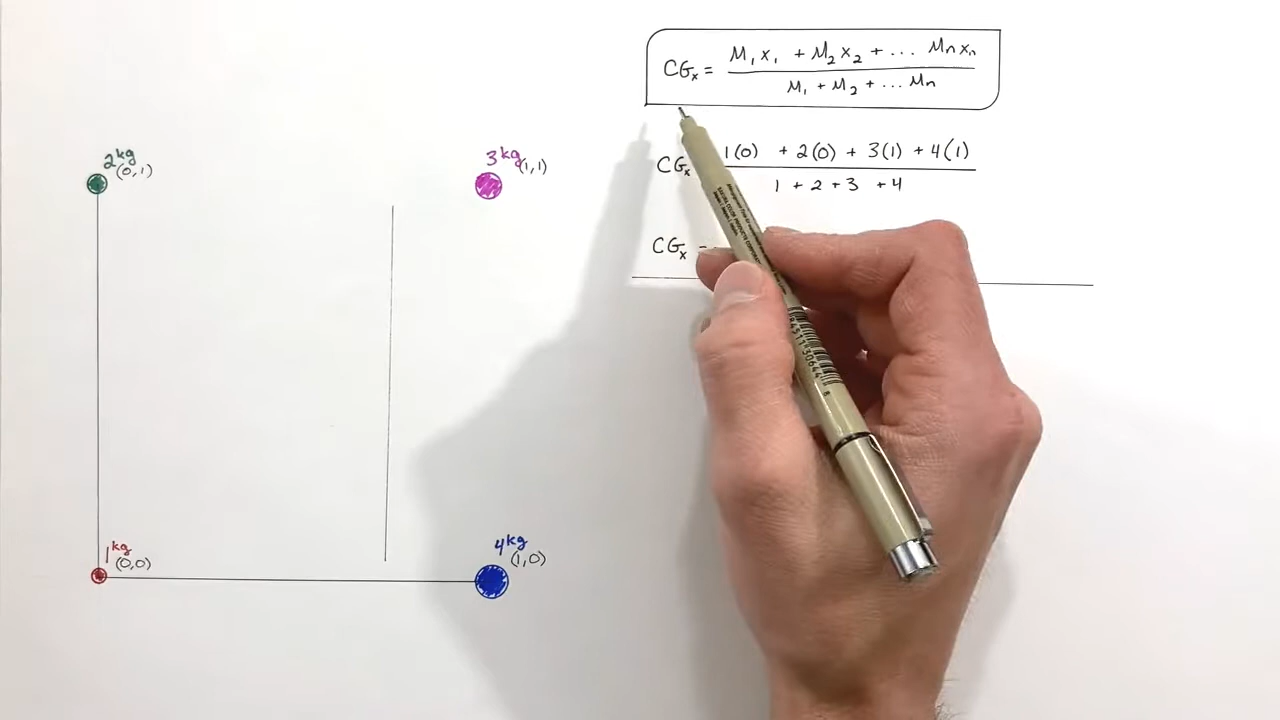 CGₓ = M₁x₁ + M₂x₂ + ... Mnxn
M₁ + M₂ + ... Mn
CGₓ 1(0) + 2(0) + 3(1) + 4(1)
1 + 2 + 3 + 4
CGₓ =
2kg
(0,1)
3kg
(1,1)
1kg
(0,0)
4kg
(1,0)